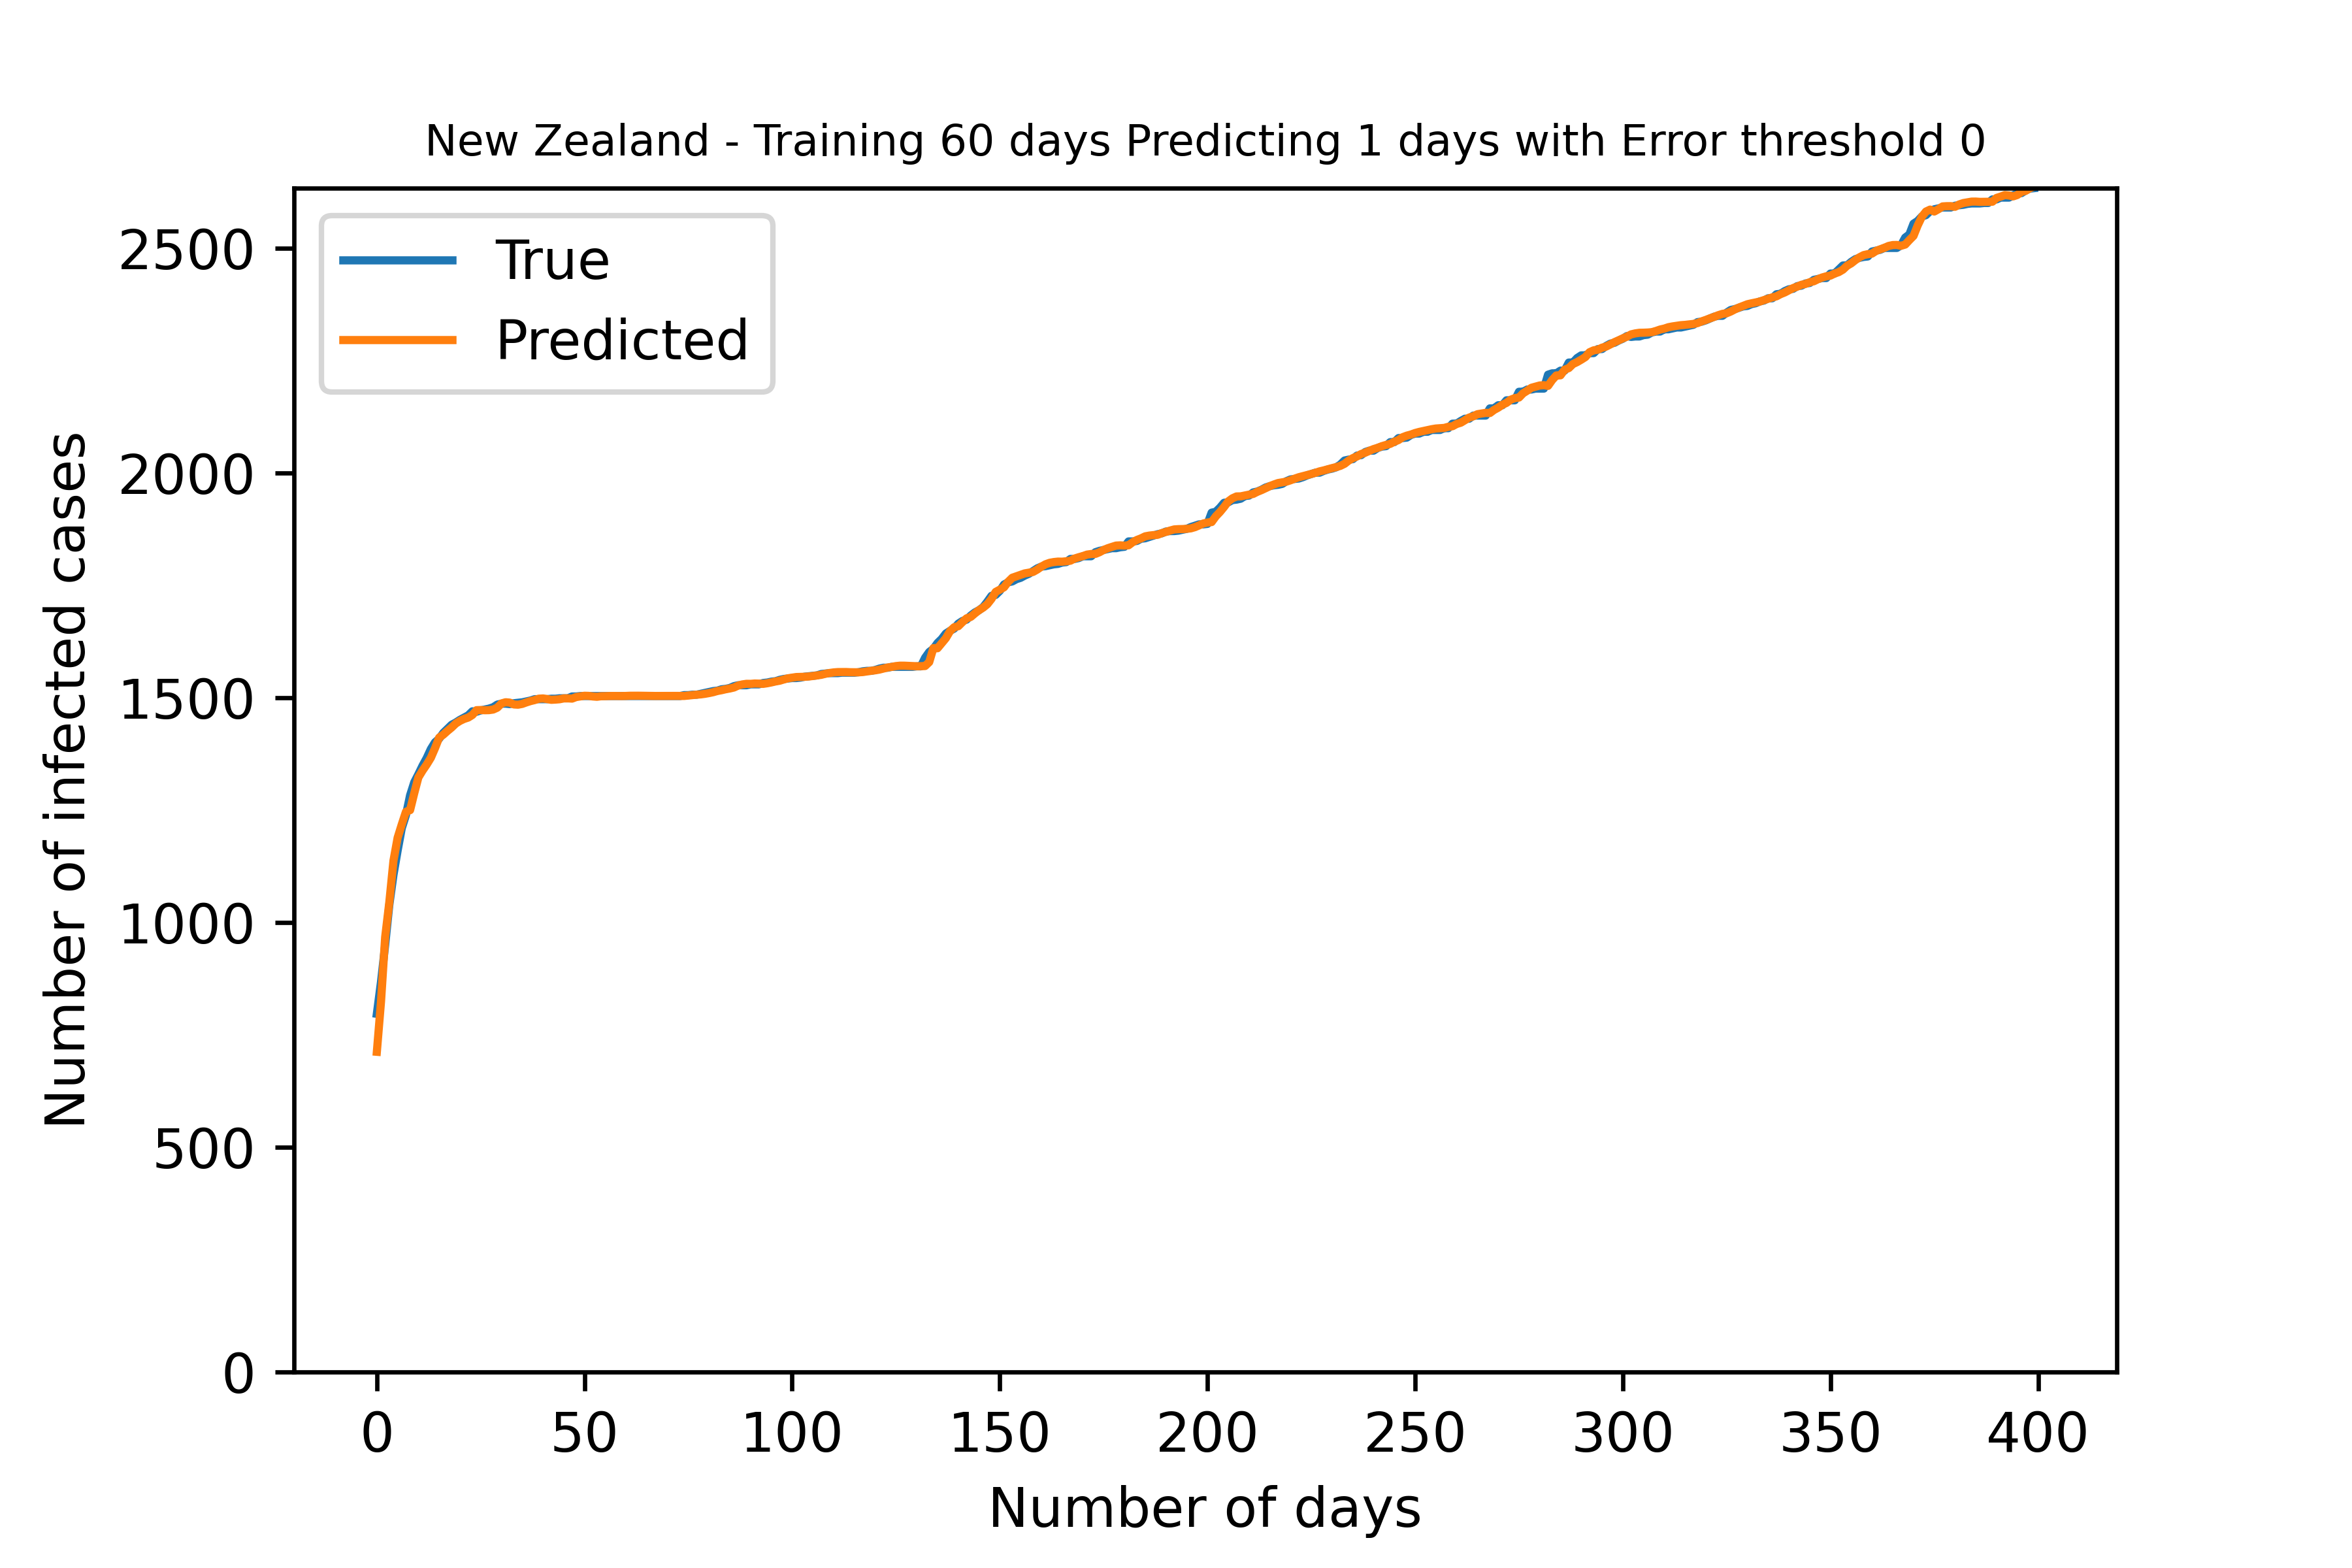 New Zealand - Training 60 days Predicting 1 days with Error threshold 0
True
Predicted
2500
2000
1500
1000
500
0
Number of infected cases
0 50 100 150 200 250 300 350 400
Number of days